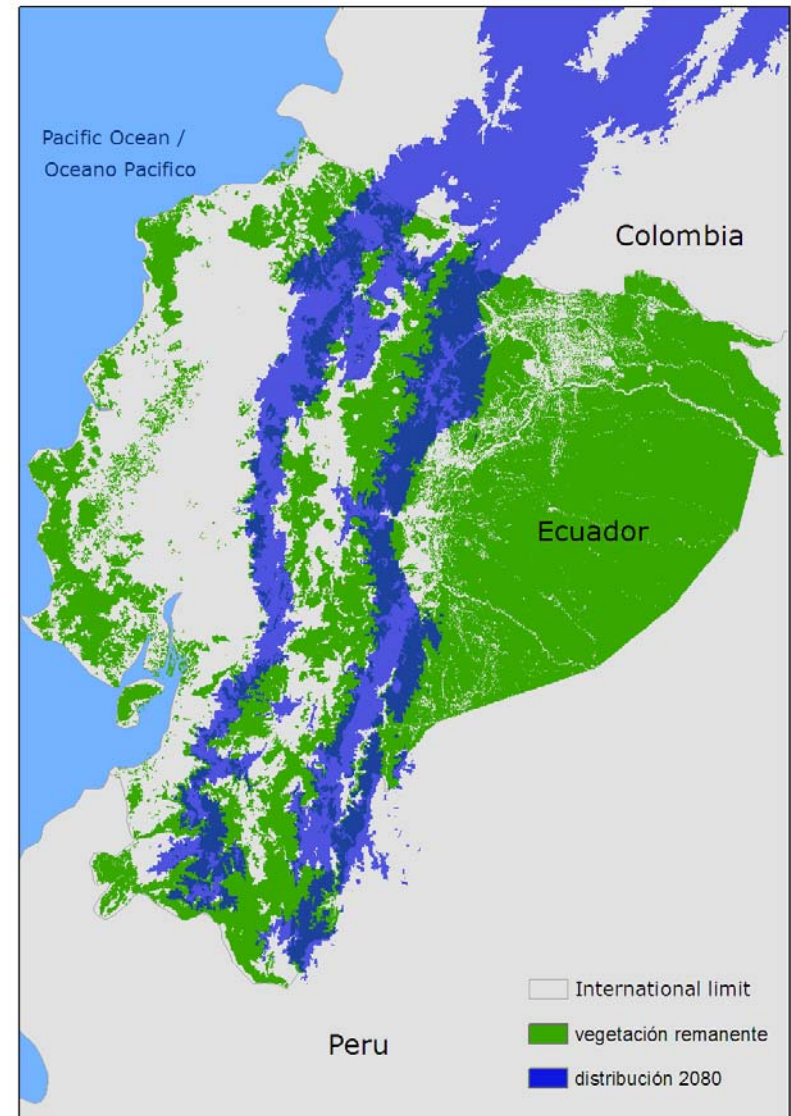 Pacific Ocean /
Oceano Pacifico
Colombia
Ecuador
Peru
International limit
vegetación remanente
distribución 2080